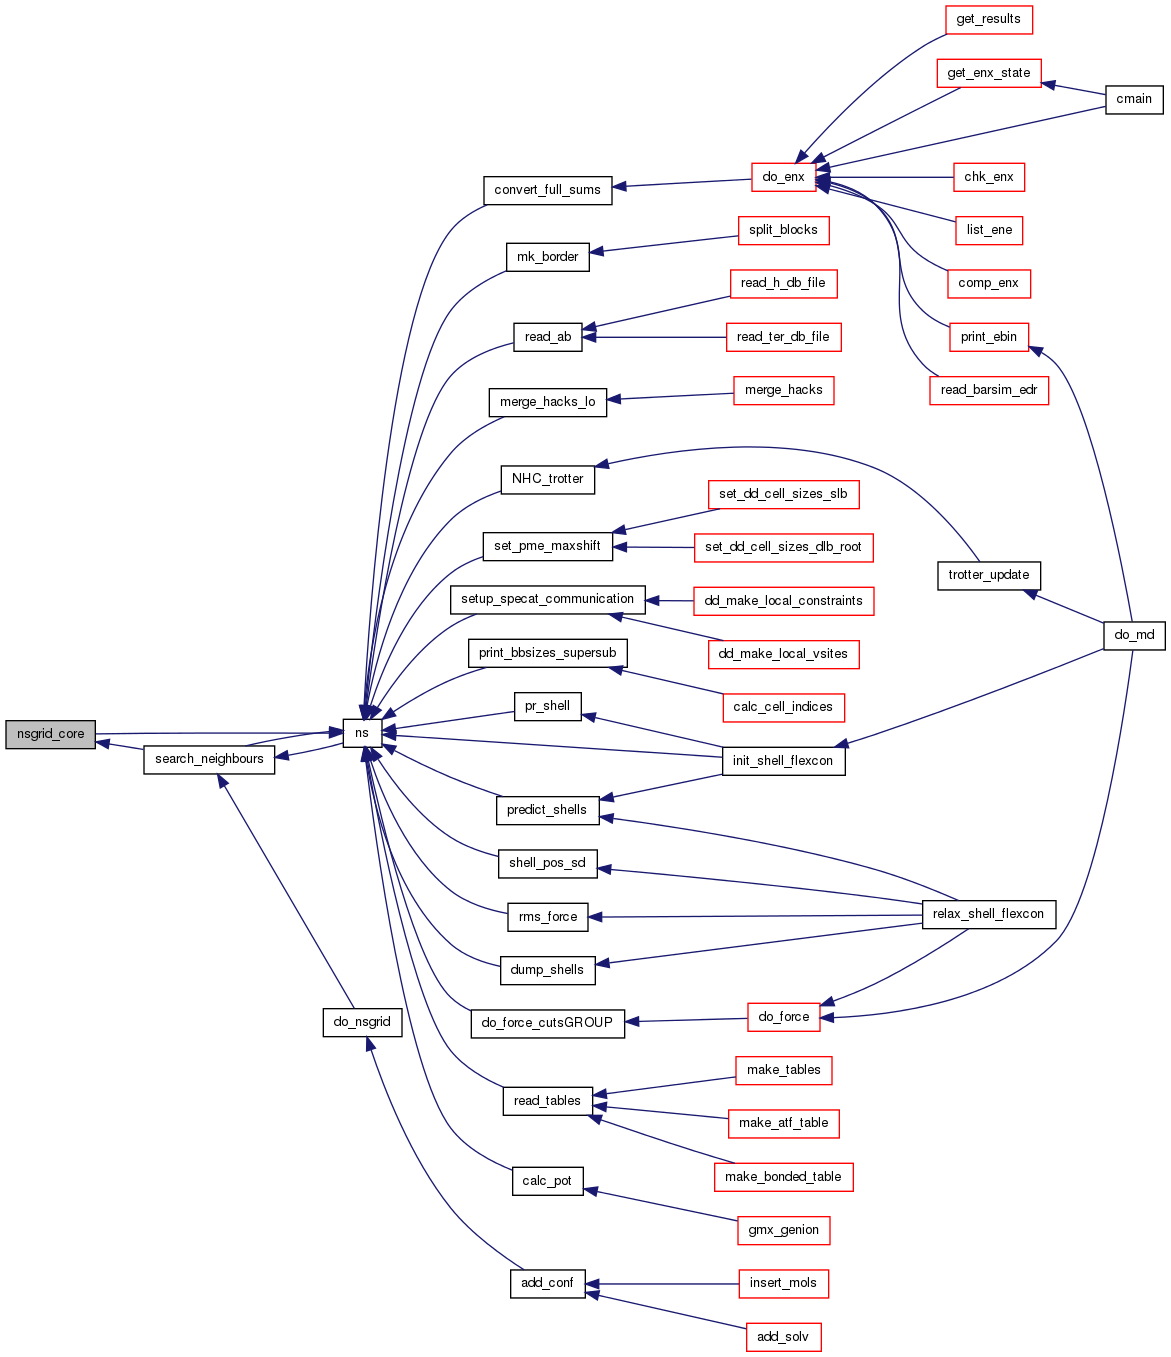 get_results
get_enx_state
cmain
do_enx
chk_enx
convert_full_sums
split_blocks
list_ene
mk_border
read_h_db_file
comp_enx
read_ab
read_ter_db_file
print_ebin
merge_hacks_lo
merge_hacks
read_barsim_edr
NHC_trotter
set_dd_cell_sizes_slb
set_pme_maxshift
set_dd_cell_sizes_dlb_root
trotter_update
setup_specat_communication
dd_make_local_constraints
do_md
print_bbsizes_supersub
dd_make_local_vsites
pr_shell
calc_cell_indices
nsgrid_core
ns
search_neighbours
init_shell_flexcon
predict_shells
shell_pos_sd
rms_force
relax_shell_flexcon
dump_shells
do_nsgrid
do_force_cutsGROUP
do_force
make_tables
read_tables
make_atf_table
calc_pot
make_bonded_table
gmx_genion
add_conf
insert_mols
add_solv